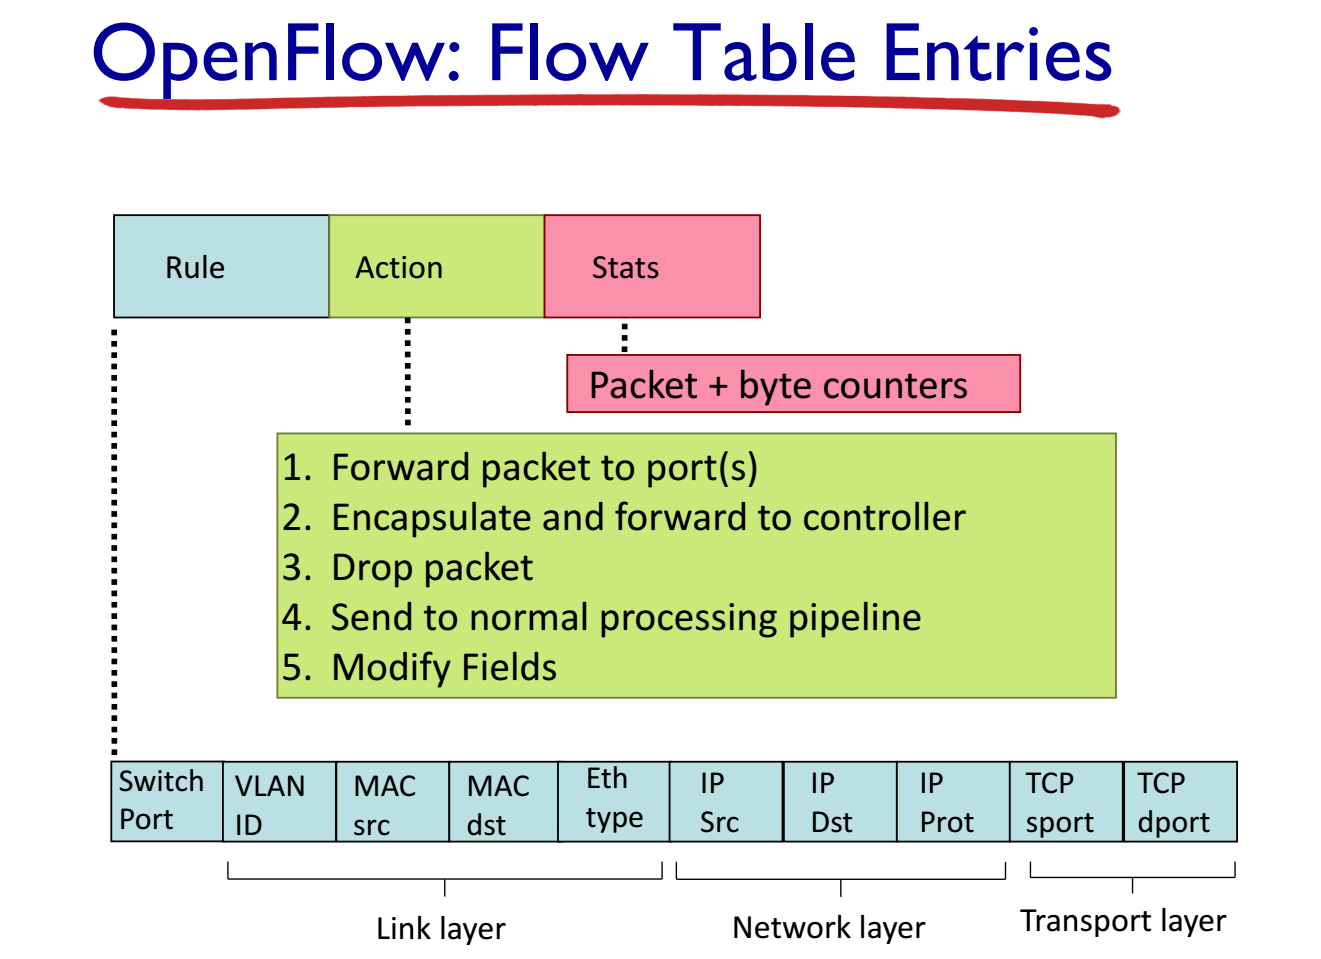 OpenFlow: Flow Table Entries
Rule Action Stats
Packet + byte counters
1. Forward packet to port(s)
2. Encapsulate and forward to controller
3. Drop packet
4. Send to normal processing pipeline
5. Modify Fields
Switch Port
VLAN ID
MAC src
MAC dst
Eth type
IP Src
IP Dst
IP Prot
TCP sport
TCP dport
Link layer
Network layer
Transport layer